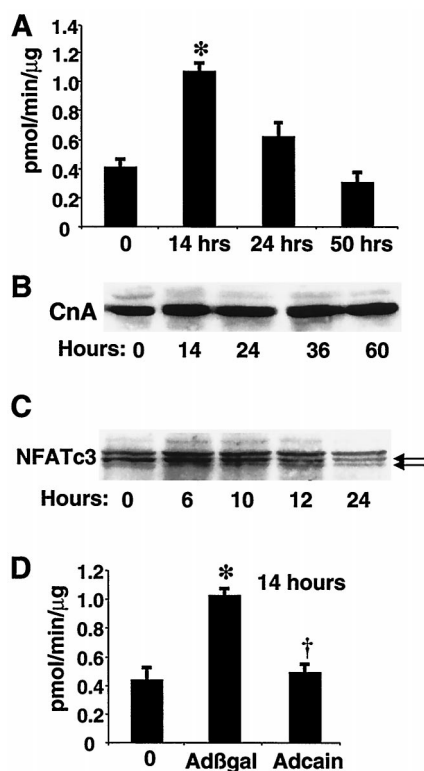 A
pmol/min/µg
1.4
1.2
1.0
0.8
0.6
0.4
0.2
0
*
0 14 hrs 24 hrs 50 hrs
B
CnA
Hours: 0 14 24 36 60
C
NFATc3
Hours: 0 6 10 12 24
D
pmol/min/µg
1.2
1.0
0.8
0.6
0.4
0.2
0
*
14 hours
†
0 Adβgal Adcain